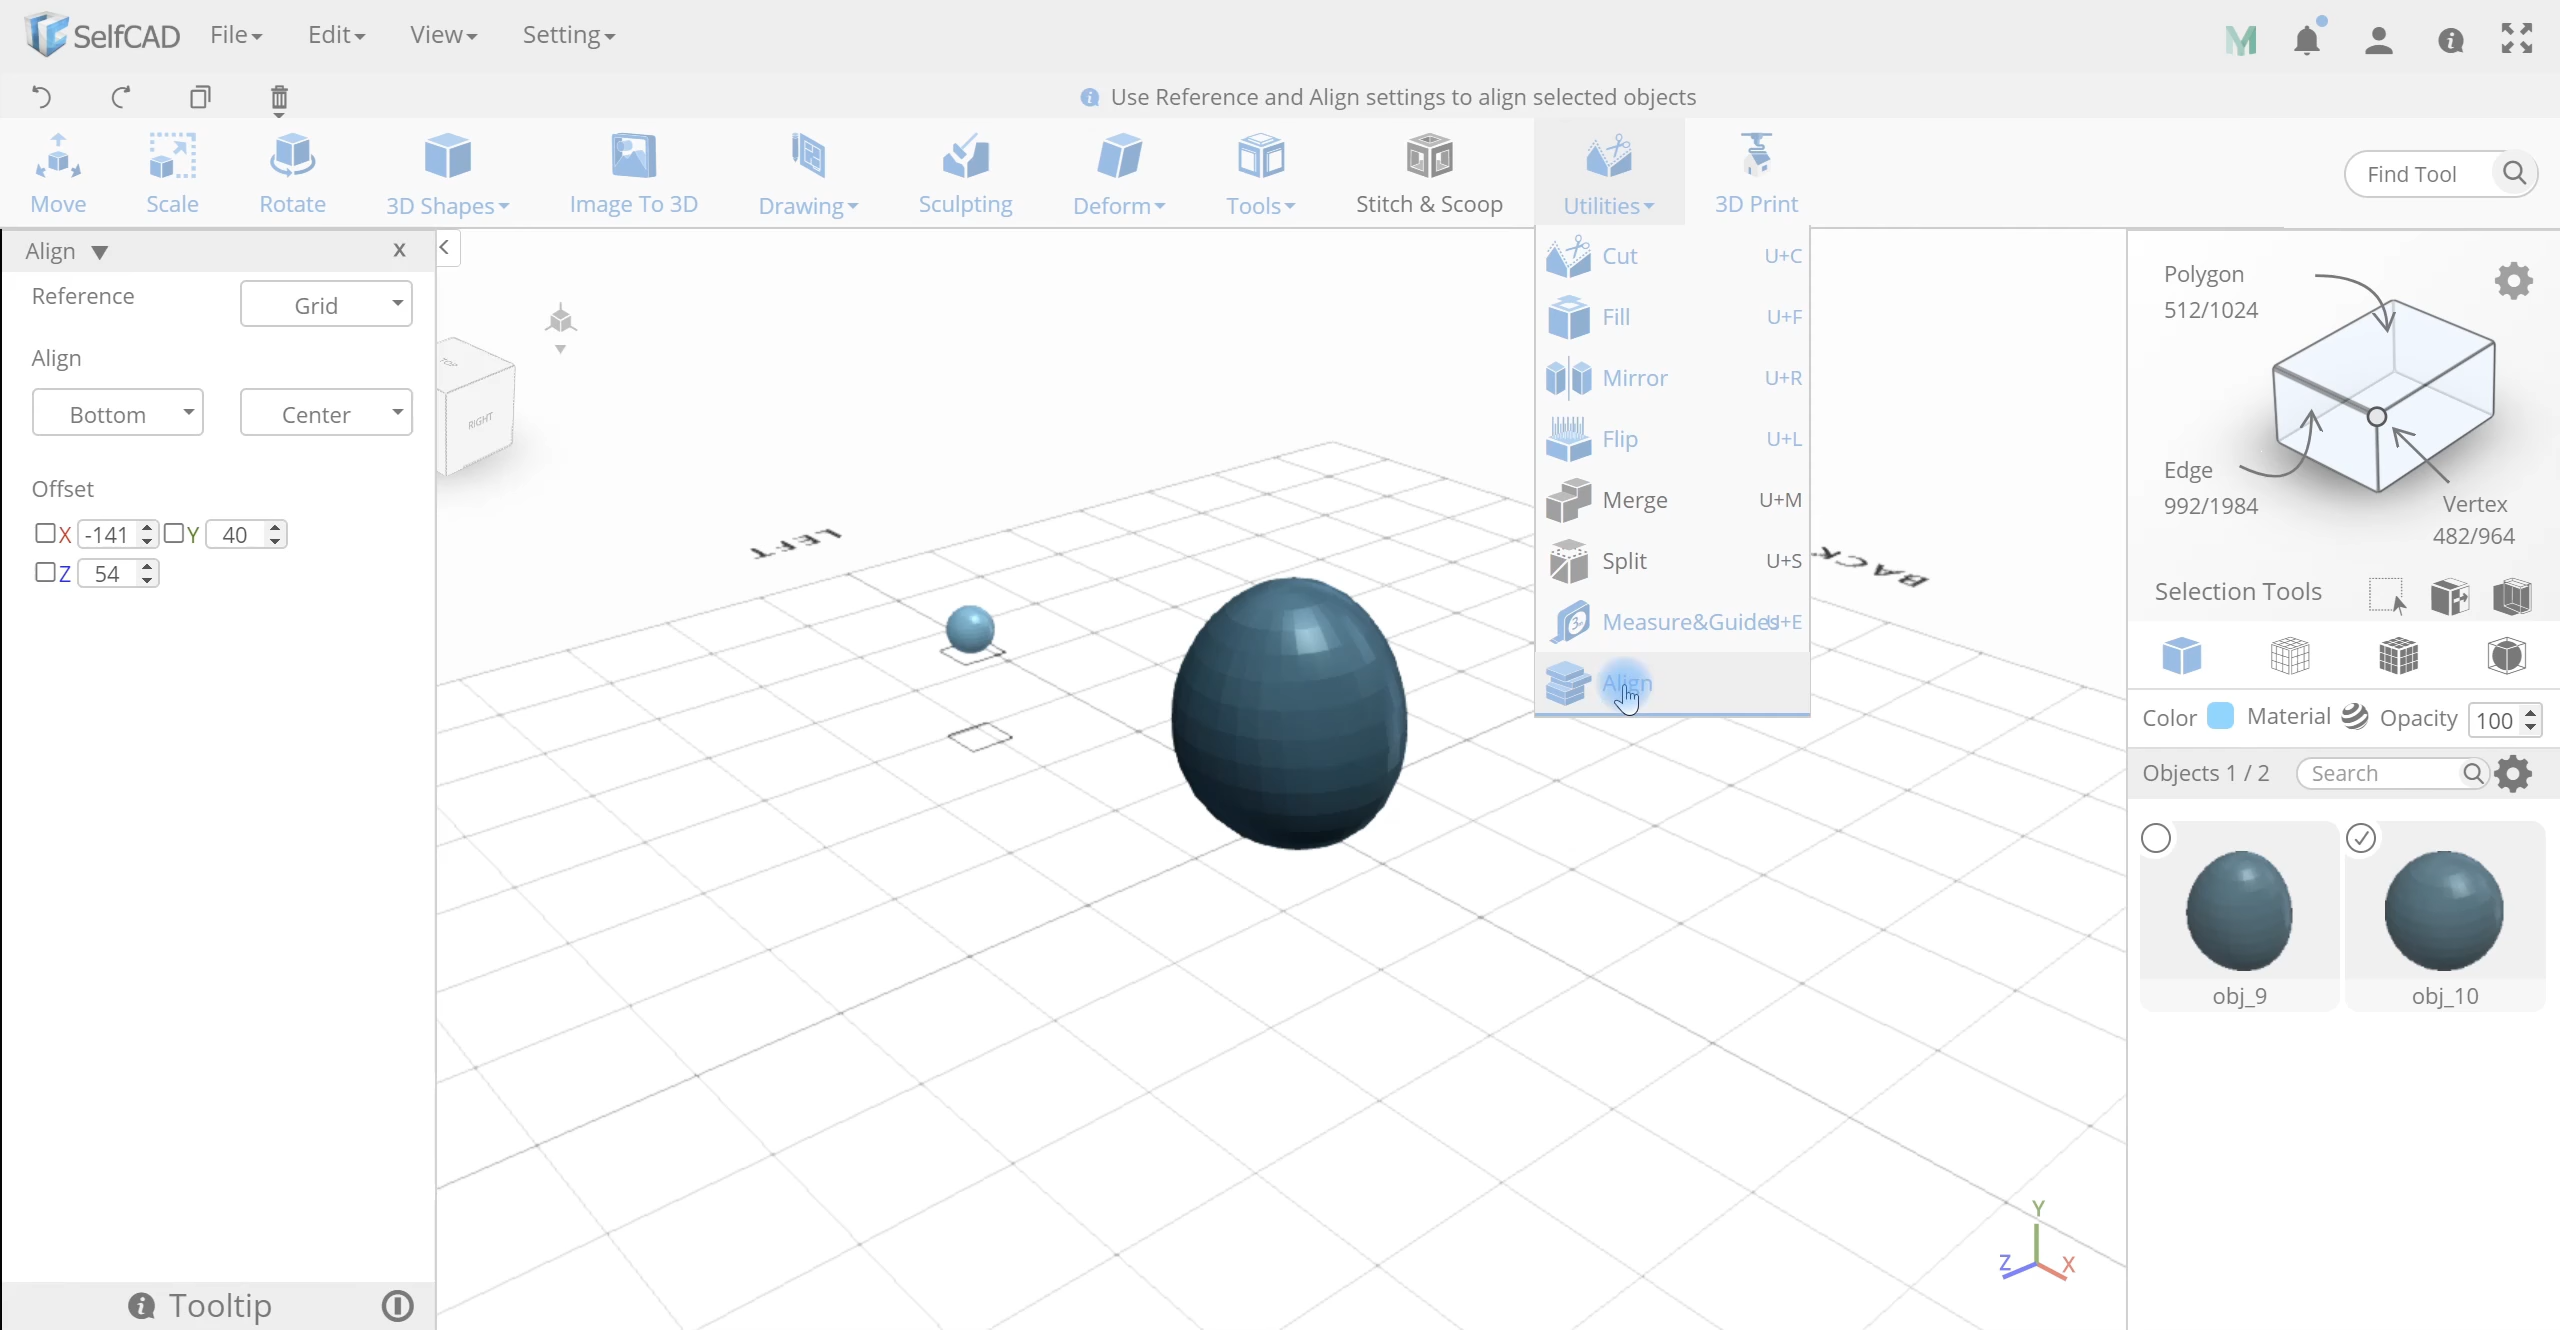 SelfCAD File Edit View Setting
Use Reference and Align settings to align selected objects
Move Scale Rotate 3D Shapes Image To 3D Drawing Sculpting Deform Tools Stitch & Scoop Utilities 3D Print
Find Tool
Align x
Reference Grid
Align
Bottom Center
Offset
X -141 Y 40
Z 54
Tooltip
TOP
RIGHT
LEFT
BACK
Cut U+C
Fill U+F
Mirror U+R
Flip U+L
Merge U+M
Split U+S
Measure&Guides U+E
Align
Y
Z
X
Polygon
512/1024
Edge
992/1984
Vertex
482/964
Selection Tools
Color Material Opacity 100
Objects 1 / 2 Search
obj_9 obj_10